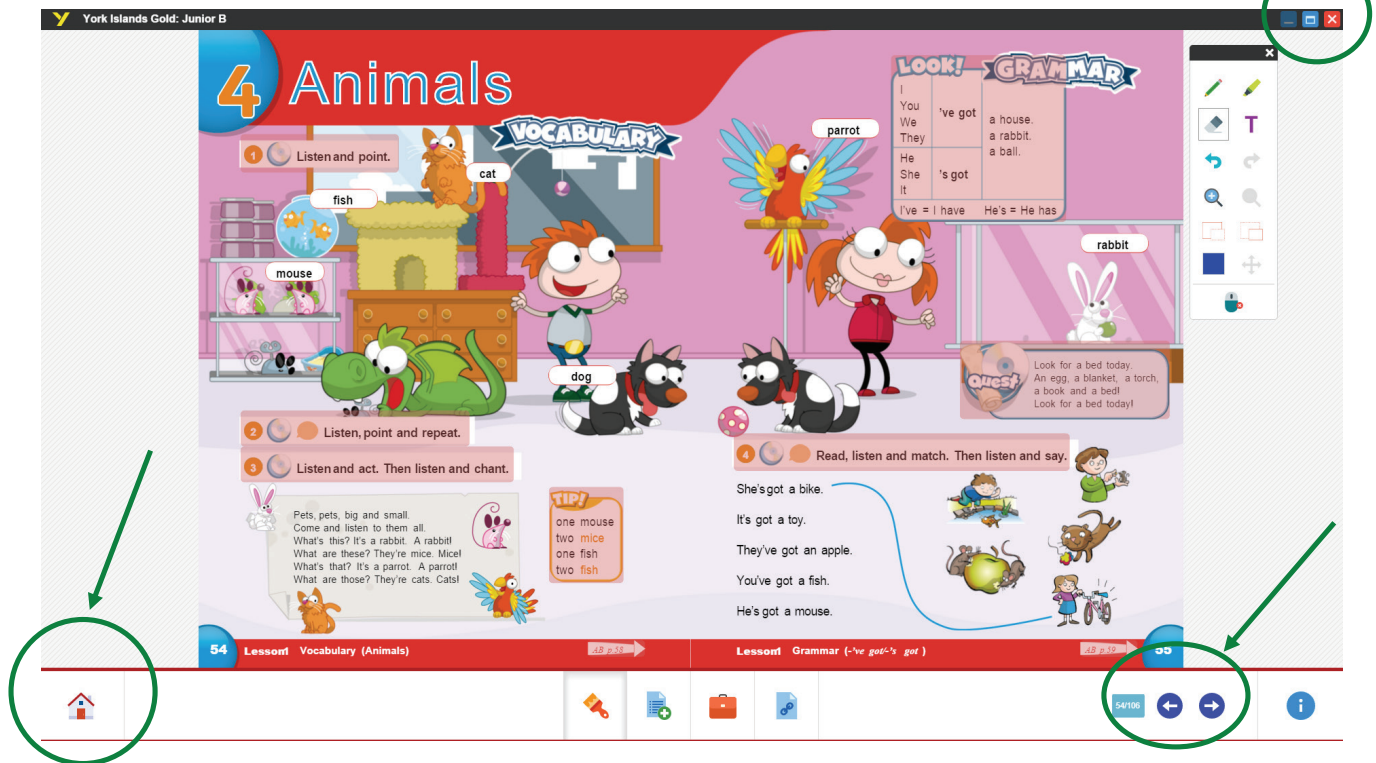 York Islands Gold: Junior B
4 Animals
VOCABULARY
1 Listen and point.
cat
fish
mouse
dog
parrot
rabbit
LOOK! GRAMMAR
I
You
We
They
've got
He
She
It
's got
a house.
a rabbit.
a ball.
I've = I have He's = He has
Quest
Look for a bed today.
An egg, a blanket, a torch,
a book and a bed!
Look for a bed today!
2 Listen, point and repeat.
3 Listen and act. Then listen and chant.
Pets, pets, big and small.
Come and listen to them all.
What's this? It's a rabbit. A rabbit!
What are these? They're mice. Mice!
What's that? It's a parrot. A parrot!
What are those? They're cats. Cats!
TIP!
one mouse
two mice
one fish
two fish
4 Read, listen and match. Then listen and say.
She's got a bike.
It's got a toy.
They've got an apple.
You've got a fish.
He's got a mouse.
54 Lesson1 Vocabulary (Animals) AB p.58
Lesson1 Grammar (-'ve got/-'s got ) AB p.59 55
T
54/106
i